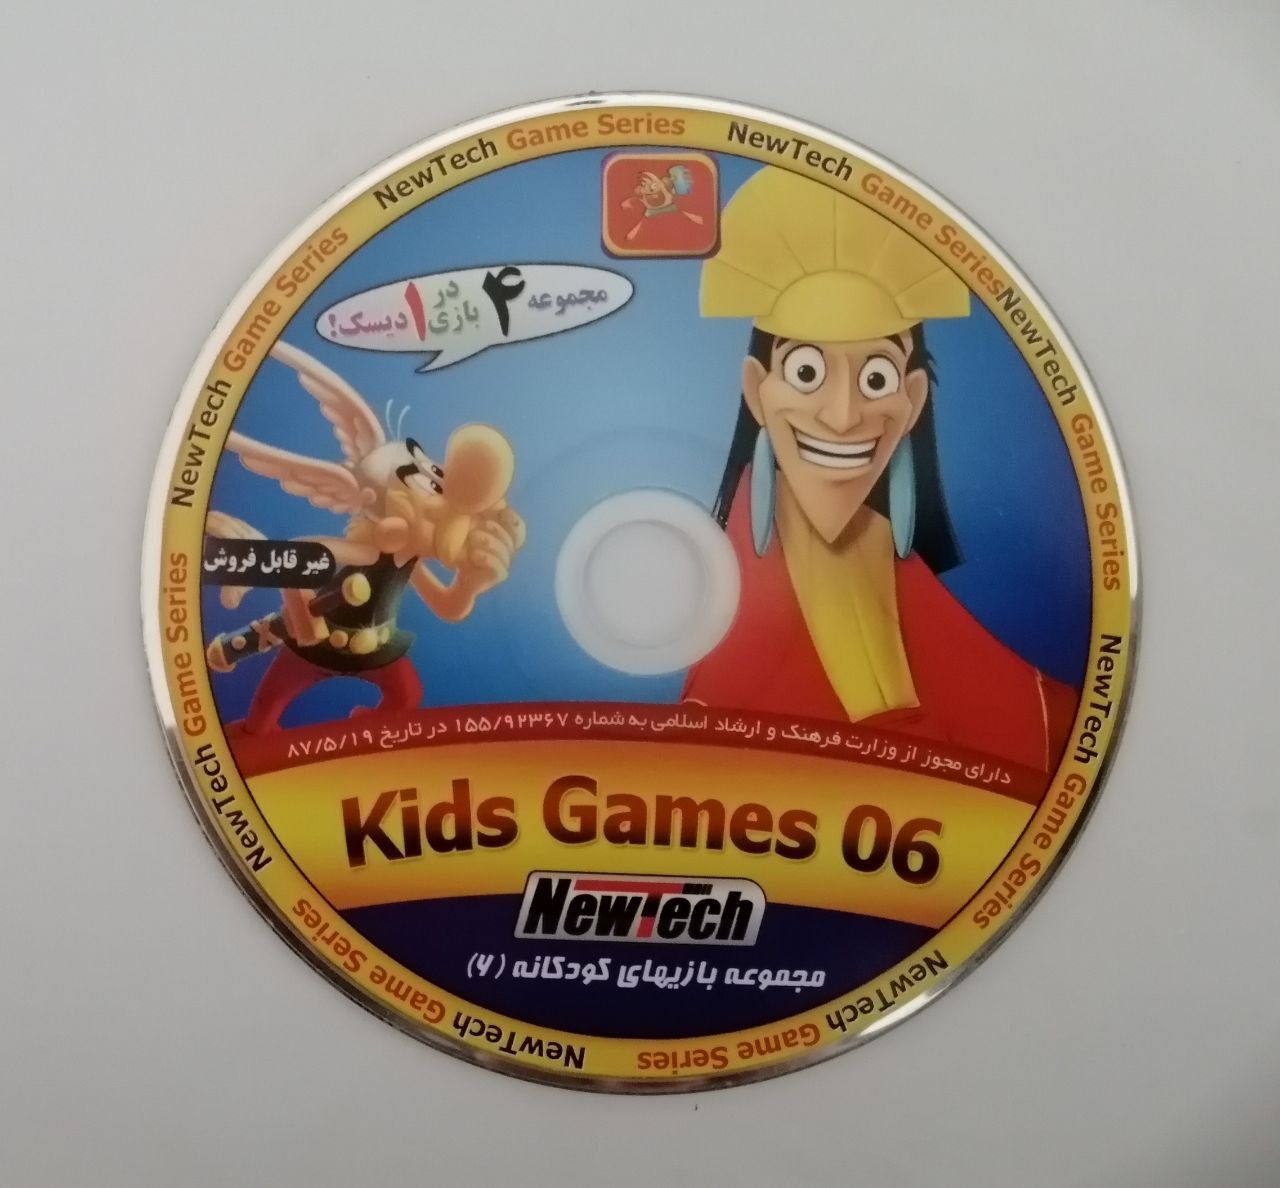 NewTech Game Series NewTech Game Series NewTech Game Series NewTech Game Series NewTech Game Series NewTech Game Series NewTech Game Series NewTech Game Series
مجموعه ۴ بازی در ۱ دیسک!
غیر قابل فروش
دارای مجوز از وزارت فرهنگ و ارشاد اسلامی به شماره ۱۵۵/۹۲۳۶۷ در تاریخ ۸۷/۵/۱۹
Kids Games 06
NewTech
مجموعه بازیهای کودکانه (۶)